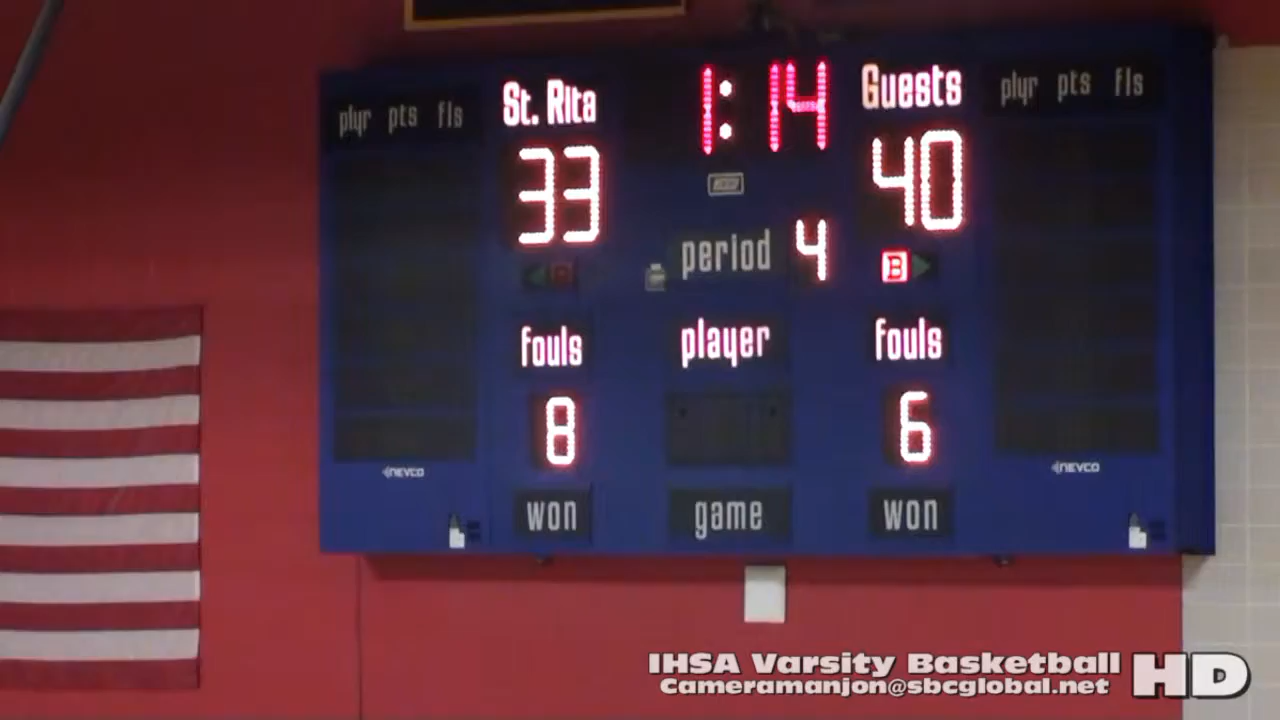 St. Rita 1:14 Guests
plyr pts fls
plyr pts fls
33 40
period 4
B B
fouls player fouls
8 6
NEVCO NEVCO
won game won
IHSA Varsity Basketball HD
Cameramanjon@sbcglobal.net